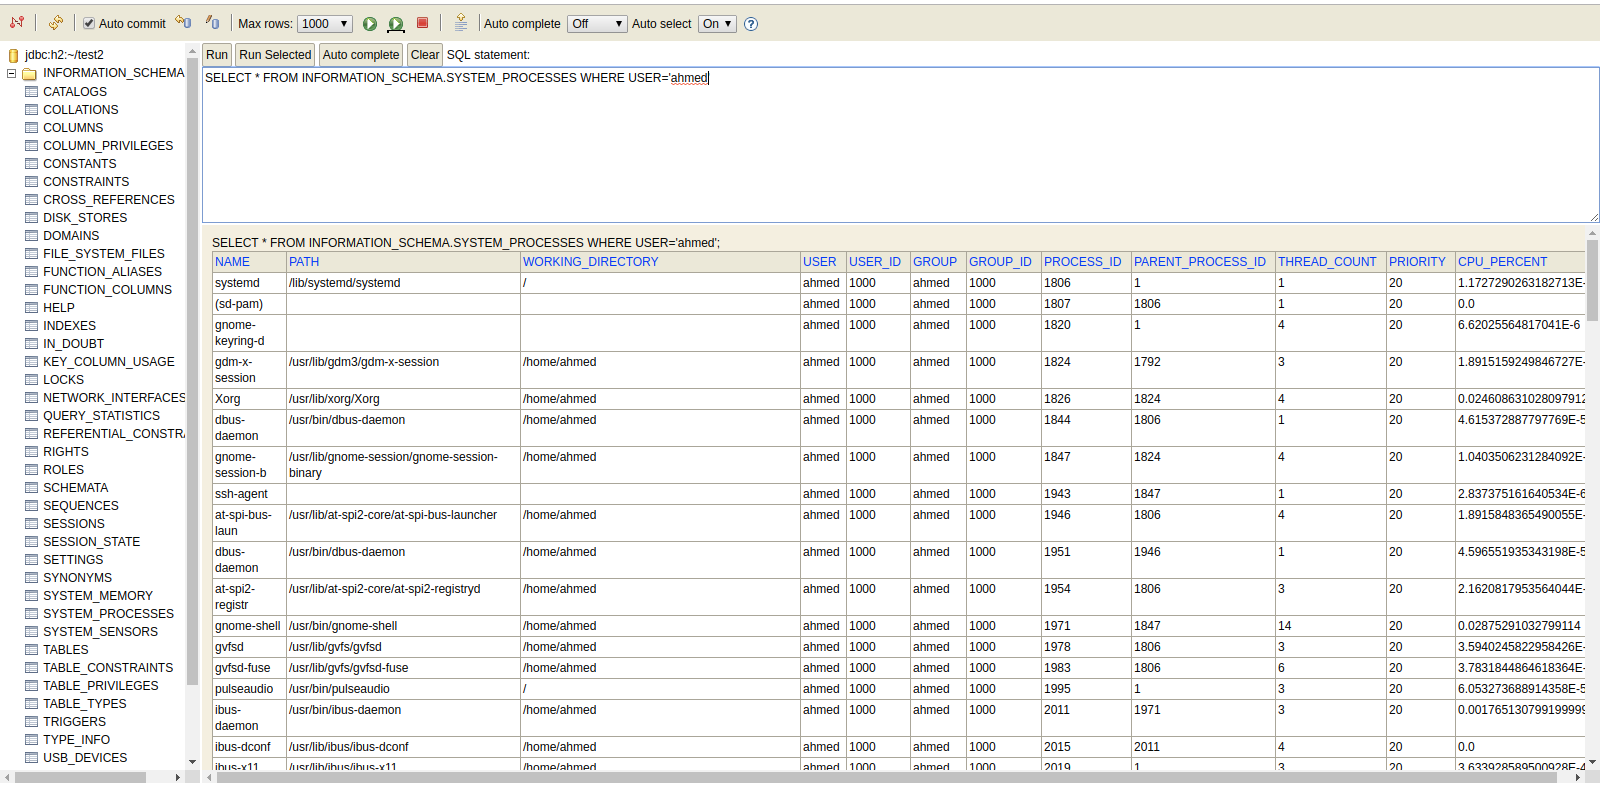 Auto commit Max rows: 1000 Auto complete Off Auto select On
jdbc:h2:~/test2
INFORMATION_SCHEMA
CATALOGS
COLLATIONS
COLUMNS
COLUMN_PRIVILEGES
CONSTANTS
CONSTRAINTS
CROSS_REFERENCES
DISK_STORES
DOMAINS
FILE_SYSTEM_FILES
FUNCTION_ALIASES
FUNCTION_COLUMNS
HELP
INDEXES
IN_DOUBT
KEY_COLUMN_USAGE
LOCKS
NETWORK_INTERFACES
QUERY_STATISTICS
REFERENTIAL_CONSTRA
RIGHTS
ROLES
SCHEMATA
SEQUENCES
SESSIONS
SESSION_STATE
SETTINGS
SYNONYMS
SYSTEM_MEMORY
SYSTEM_PROCESSES
SYSTEM_SENSORS
TABLES
TABLE_CONSTRAINTS
TABLE_PRIVILEGES
TABLE_TYPES
TRIGGERS
TYPE_INFO
USB_DEVICES
Run Run Selected Auto complete Clear SQL statement:
SELECT * FROM INFORMATION_SCHEMA.SYSTEM_PROCESSES WHERE USER='ahmed
SELECT * FROM INFORMATION_SCHEMA.SYSTEM_PROCESSES WHERE USER='ahmed';
NAME PATH WORKING_DIRECTORY USER USER_ID GROUP GROUP_ID PROCESS_ID PARENT_PROCESS_ID THREAD_COUNT PRIORITY CPU_PERCENT
systemd /lib/systemd/systemd / ahmed 1000 ahmed 1000 1806 1 1 20 1.1727290263182713E-
(sd-pam) ahmed 1000 ahmed 1000 1807 1806 1 20 0.0
gnome- ahmed 1000 ahmed 1000 1820 1 4 20 6.62025564817041E-6
keyring-d
gdm-x- /usr/lib/gdm3/gdm-x-session /home/ahmed ahmed 1000 ahmed 1000 1824 1792 3 20 1.8915159249846727E-
session
Xorg /usr/lib/xorg/Xorg /home/ahmed ahmed 1000 ahmed 1000 1826 1824 4 20 0.024608631028097912
dbus- /usr/bin/dbus-daemon /home/ahmed ahmed 1000 ahmed 1000 1844 1806 1 20 4.615372887797769E-5
daemon
gnome- /usr/lib/gnome-session/gnome-session- /home/ahmed ahmed 1000 ahmed 1000 1847 1824 4 20 1.0403506231284092E-
session-b binary
ssh-agent ahmed 1000 ahmed 1000 1943 1847 1 20 2.837375161640534E-6
at-spi-bus- /usr/lib/at-spi2-core/at-spi-bus-launcher /home/ahmed ahmed 1000 ahmed 1000 1946 1806 4 20 1.8915848365490055E-
laun
dbus- /usr/bin/dbus-daemon /home/ahmed ahmed 1000 ahmed 1000 1951 1946 1 20 4.596551935343198E-5
daemon
at-spi2- /usr/lib/at-spi2-core/at-spi2-registryd /home/ahmed ahmed 1000 ahmed 1000 1954 1806 3 20 2.1620817953564044E-
registr
gnome-shell /usr/bin/gnome-shell /home/ahmed ahmed 1000 ahmed 1000 1971 1847 14 20 0.02875291032799114
gvfsd /usr/lib/gvfs/gvfsd /home/ahmed ahmed 1000 ahmed 1000 1978 1806 3 20 3.5940245822958426E-
gvfsd-fuse /usr/lib/gvfs/gvfsd-fuse /home/ahmed ahmed 1000 ahmed 1000 1983 1806 6 20 3.7831844864618364E-
pulseaudio /usr/bin/pulseaudio / ahmed 1000 ahmed 1000 1995 1 3 20 6.053273688914358E-5
ibus- /usr/bin/ibus-daemon /home/ahmed ahmed 1000 ahmed 1000 2011 1971 3 20 0.001765130799199999
daemon
ibus-dconf /usr/lib/ibus/ibus-dconf /home/ahmed ahmed 1000 ahmed 1000 2015 2011 4 20 0.0
ibus-x11 /usr/lib/ibus/ibus-x11 /home/ahmed ahmed 1000 ahmed 1000 2019 1 3 20 3.633928589500928E-4